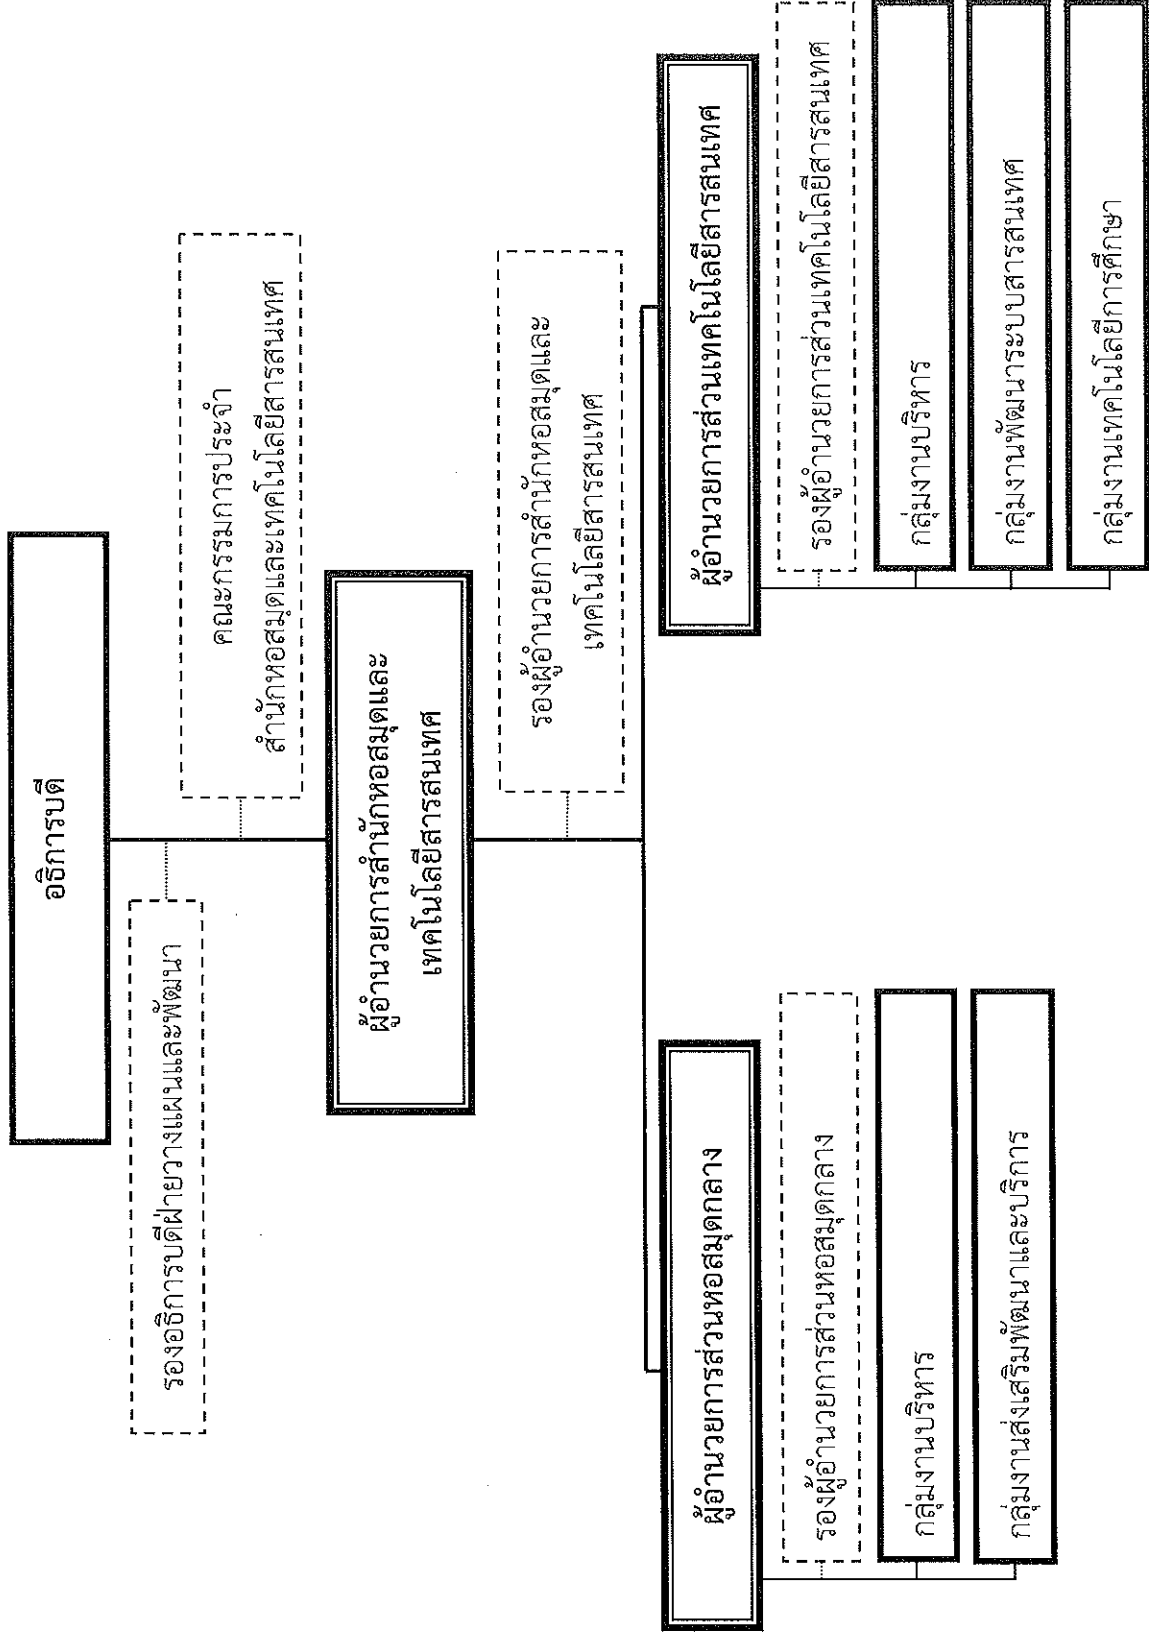 อธิการบดี
รองอธิการบดีฝ่ายวางแผนและพัฒนา
คณะกรรมการประจำ
สำนักหอสมุดและเทคโนโลยีสารสนเทศ
ผู้อำนวยการสำนักหอสมุดและ
เทคโนโลยีสารสนเทศ
รองผู้อำนวยการสำนักหอสมุดและ
เทคโนโลยีสารสนเทศ
ผู้อำนวยการส่วนหอสมุดกลาง
รองผู้อำนวยการส่วนหอสมุดกลาง
กลุ่มงานบริหาร
กลุ่มงานส่งเสริมพัฒนาและบริการ
ผู้อำนวยการส่วนเทคโนโลยีสารสนเทศ
รองผู้อำนวยการส่วนเทคโนโลยีสารสนเทศ
กลุ่มงานบริหาร
กลุ่มงานพัฒนาระบบสารสนเทศ
กลุ่มงานเทคโนโลยีการศึกษา